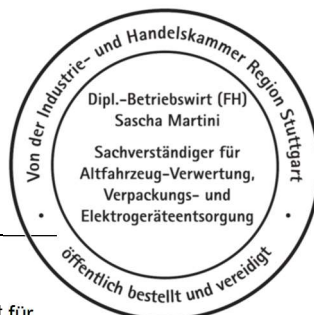 Von der Industrie- und Handelskammer Region Stuttgart
Dipl.-Betriebswirt (FH)
Sascha Martini
Sachverständiger für
Altfahrzeug-Verwertung,
Verpackungs- und
Elektrogeräteentsorgung
öffentlich bestellt und vereidigt
für